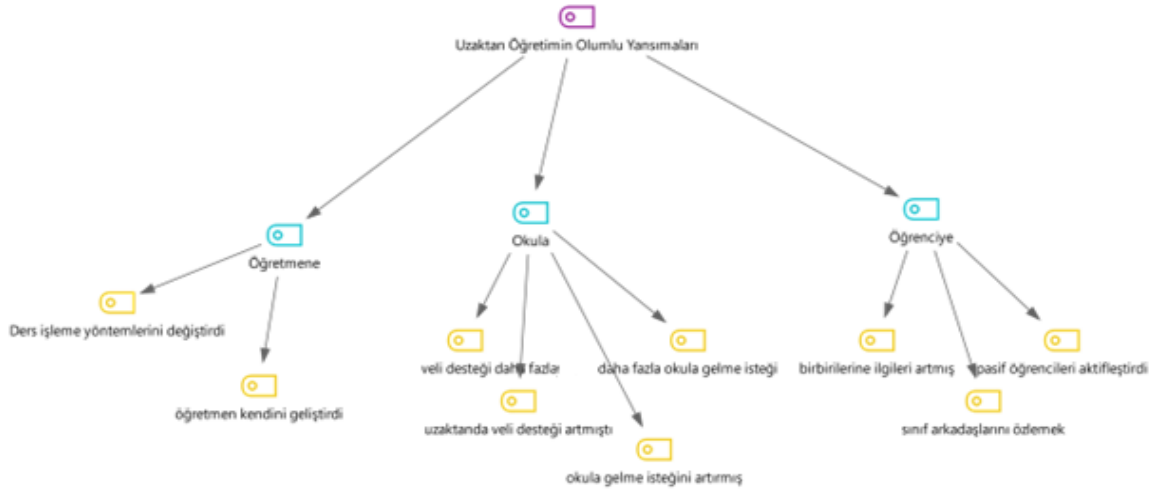 Uzaktan Öğretimin Olumlu Yansımaları
Öğretmene
Okula
Öğrenciye
Ders işleme yöntemlerini değiştirdi
öğretmen kendini geliştirdi
veli desteği daha fazla
daha fazla okula gelme isteği
uzaktanda veli desteği artmıştı
okula gelme isteğini artırmış
birbirilerine ilgileri artmış
pasif öğrencileri aktifleştirdi
sınıf arkadaşlarını özlemek